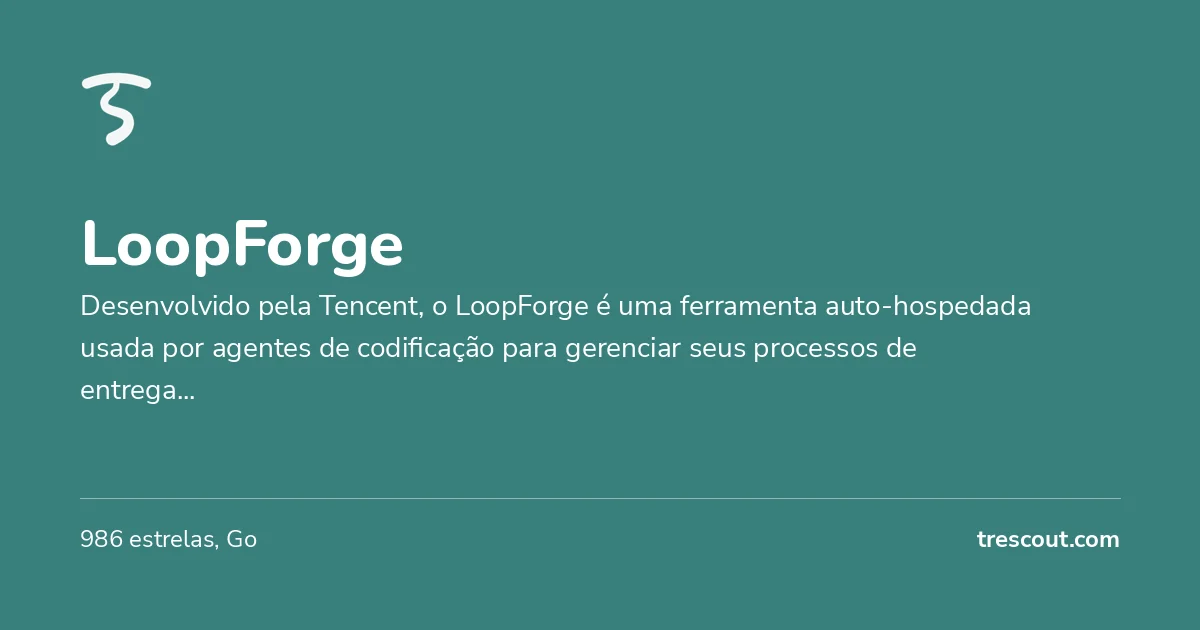 LoopForge
Desenvolvido pela Tencent, o LoopForge é uma ferramenta auto-hospedada
usada por agentes de codificação para gerenciar seus processos de
entrega...
986 estrelas, Go
trescout.com